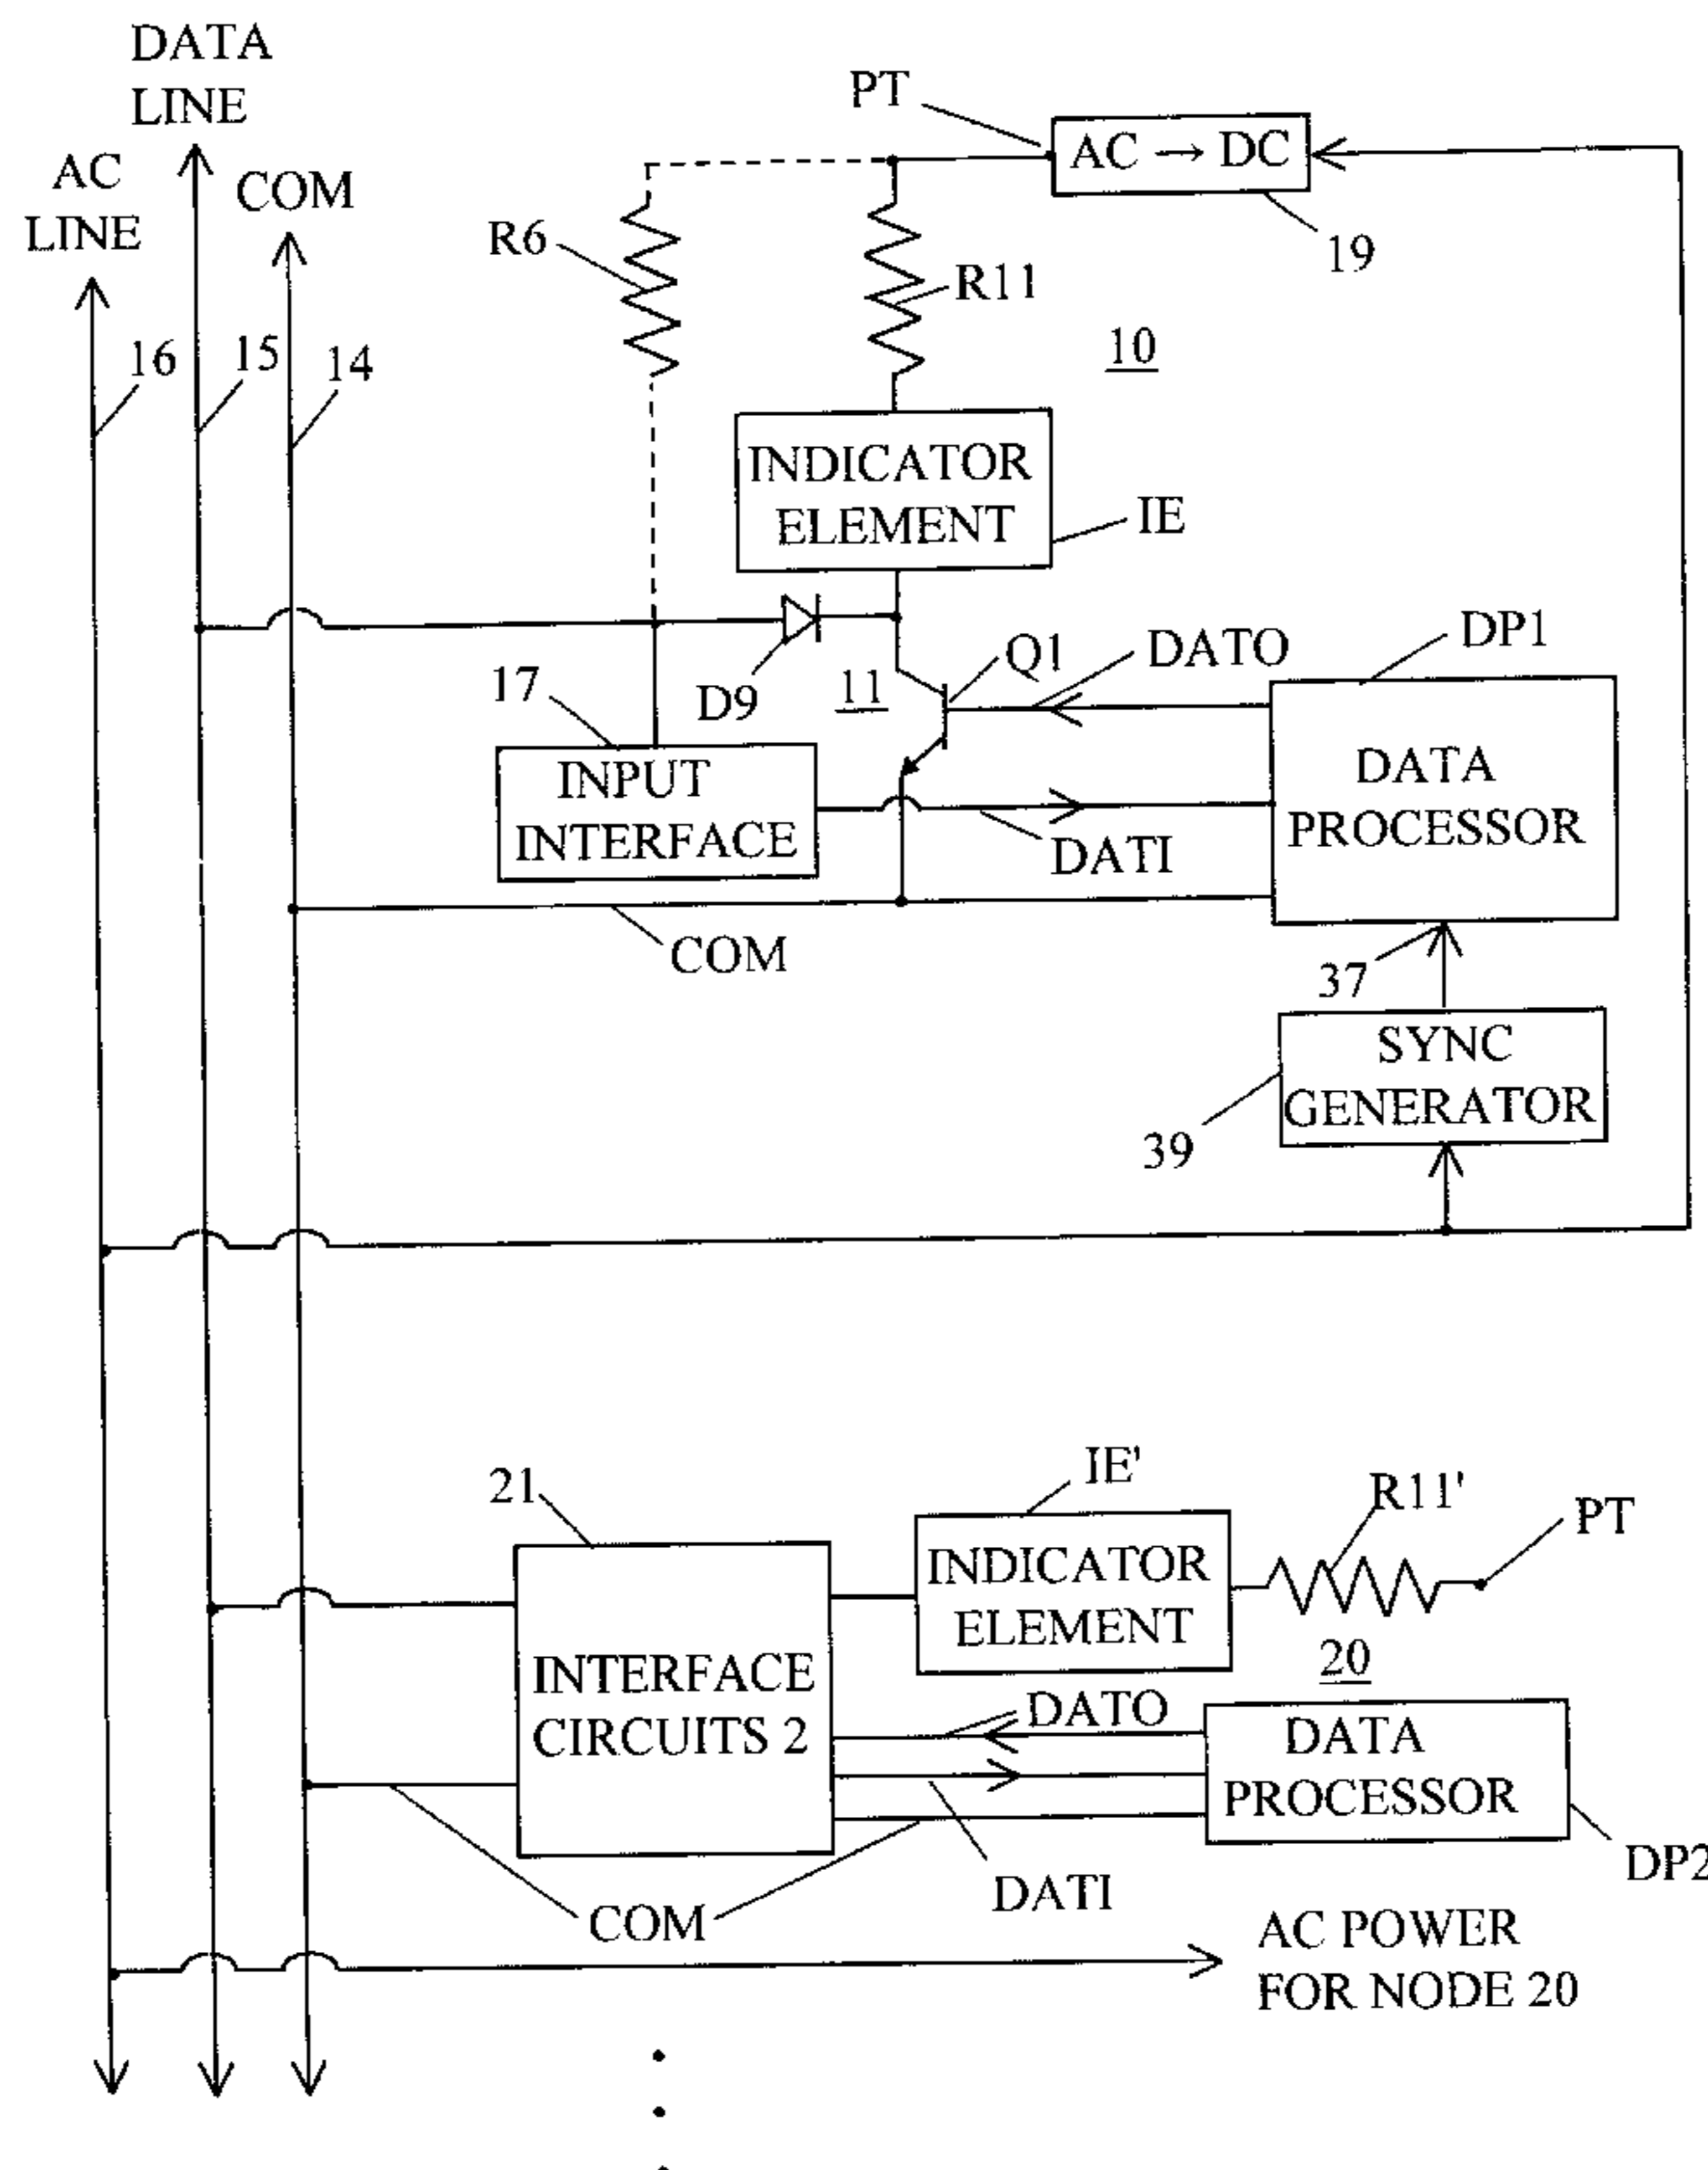 DATA
LINE
AC
LINE
COM
PT
AC → DC
19
R6
R11
10
16
15
14
INDICATOR
ELEMENT
IE
D9
11
Q1
DATO
DP1
17
INPUT
INTERFACE
DATI
DATA
PROCESSOR
COM
37
SYNC
GENERATOR
39
21
IE'
R11'
PT
INDICATOR
ELEMENT
20
INTERFACE
CIRCUITS 2
DATO
DATA
PROCESSOR
DATI
DP2
COM
AC POWER
FOR NODE 20